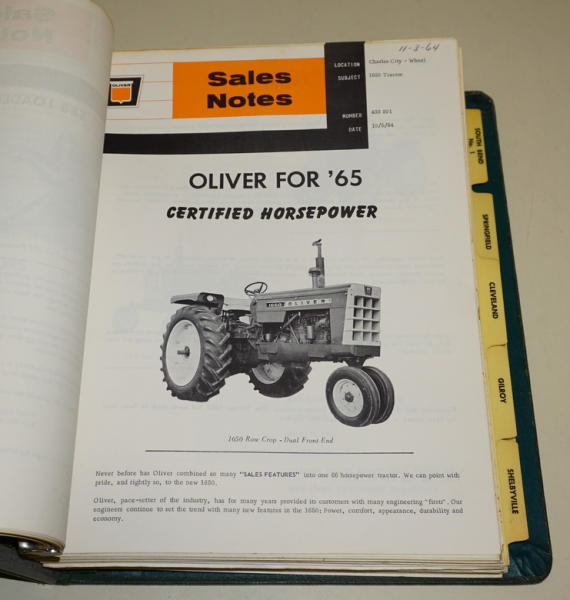 11-3-64
OLIVER
Sales
Notes
LOCATION Charles City - Wheel
SUBJECT 1650 Tractor
NUMBER
DATE 10/5/64
OLIVER FOR '65
CERTIFIED HORSEPOWER
1650 OLIVER
1650 Row Crop - Dual Front End
Never before has Oliver combined so many "SALES FEATURES" into one 66 horsepower tractor. We can point with
pride, and rightly so, to the new 1650.
Oliver, pace-setter of the industry, has for many years provided its customers with many engineering "firsts". Our
engineers continue to set the trend with many new features in the 1650: Power, comfort, appearance, durability and
economy.
SOUTH BEND
No. 1
SPRINGFIELD
CLEVELAND
GILROY
SHELBYVILLE